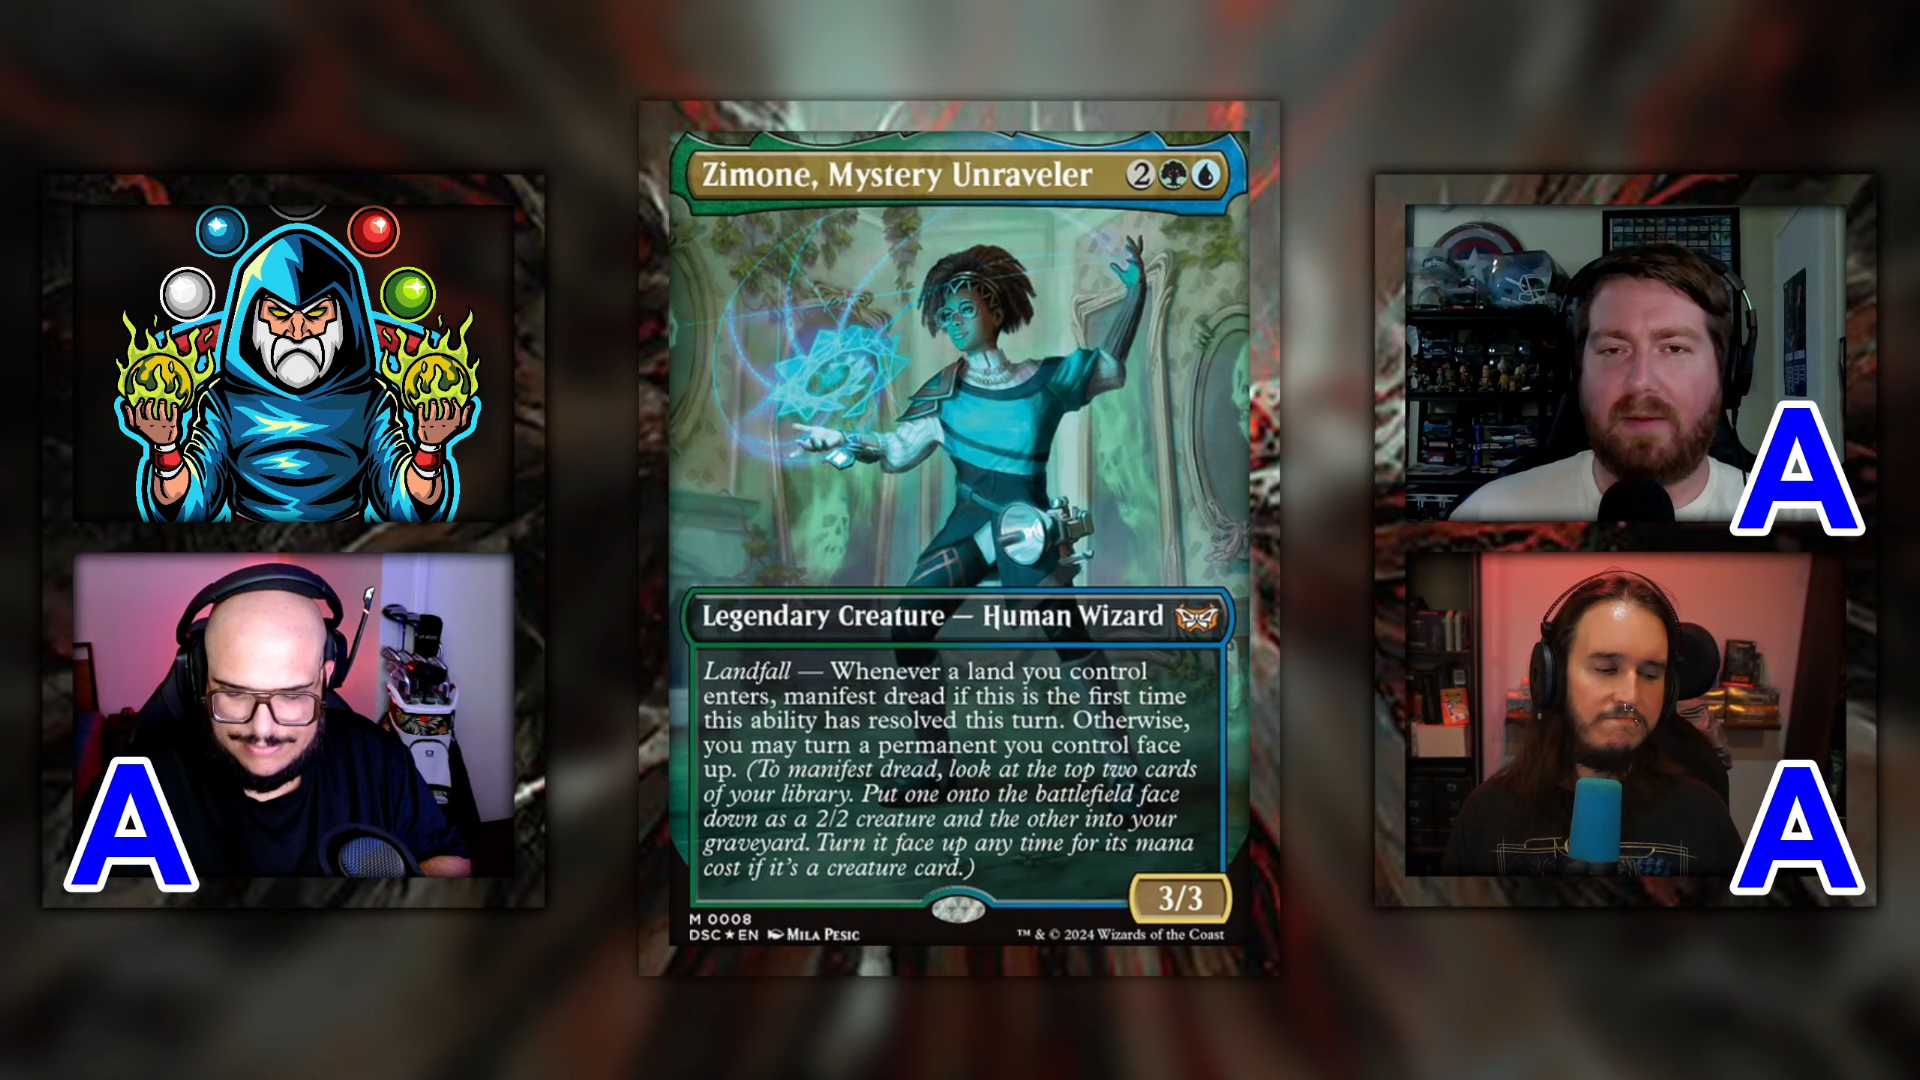 Zimone, Mystery Unraveler 2
Legendary Creature — Human Wizard
Landfall — Whenever a land you control
enters, manifest dread if this is the first time
this ability has resolved this turn. Otherwise,
you may turn a permanent you control face
up. (To manifest dread, look at the top two cards
of your library. Put one onto the battlefield face
down as a 2/2 creature and the other into your
graveyard. Turn it face up any time for its mana
cost if it's a creature card.)
3/3
M 0008
DSC★EN Mila Pesic
™ & © 2024 Wizards of the Coast
A
A
A